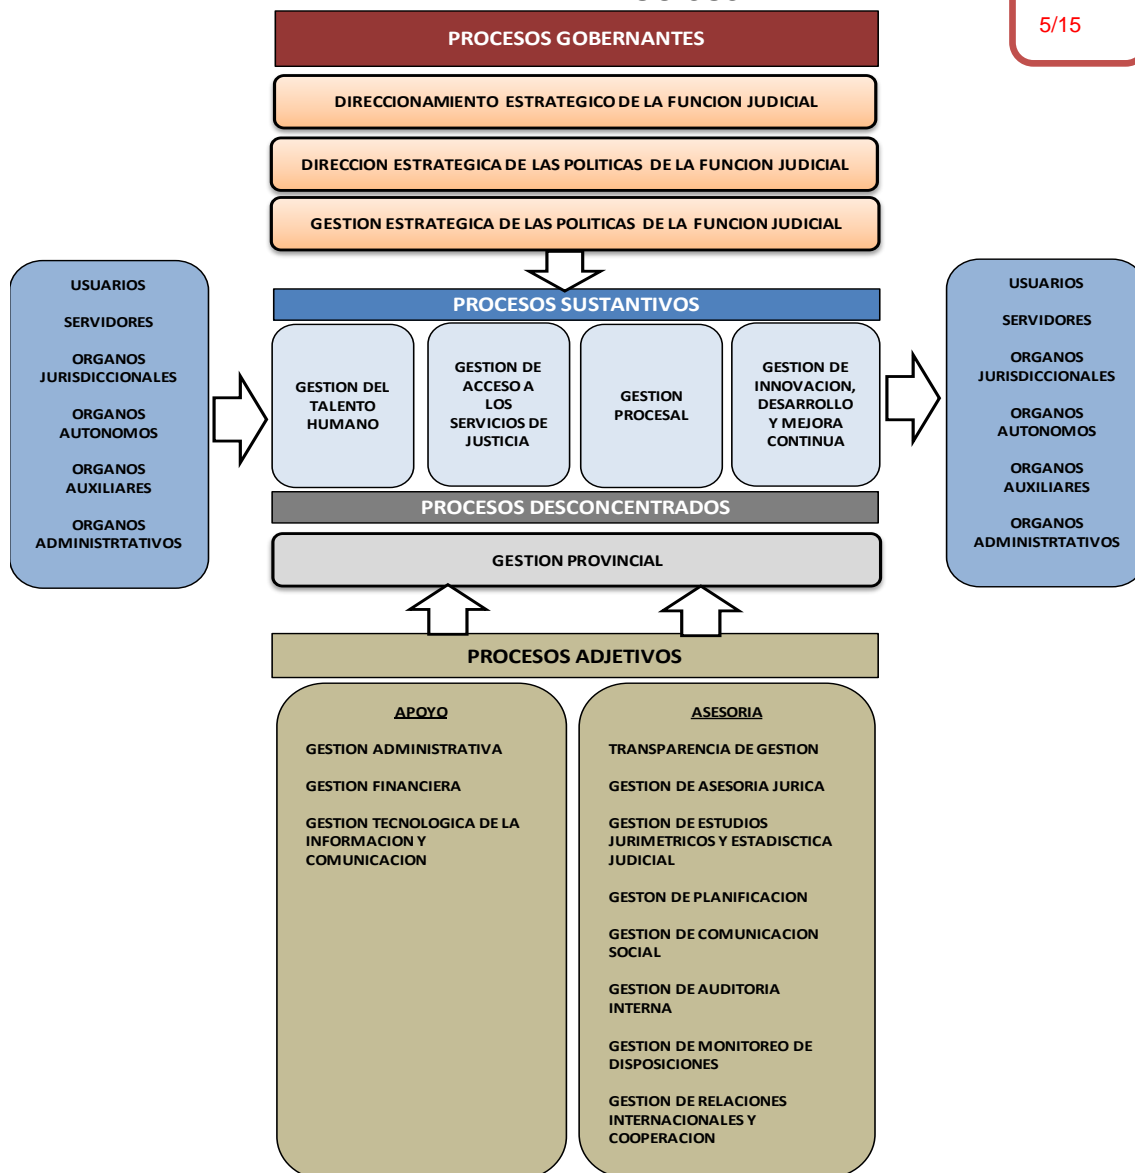 5/15
PROCESOS GOBERNANTES
DIRECCIONAMIENTO ESTRATEGICO DE LA FUNCION JUDICIAL
DIRECCION ESTRATEGICA DE LAS POLITICAS DE LA FUNCION JUDICIAL
GESTION ESTRATEGICA DE LAS POLITICAS DE LA FUNCION JUDICIAL
USUARIOS
SERVIDORES
ORGANOS
JURISDICCIONALES
ORGANOS
AUTONOMOS
ORGANOS
AUXILIARES
ORGANOS
ADMINISTRTATIVOS
PROCESOS SUSTANTIVOS
GESTION DEL
TALENTO
HUMANO
GESTION DE
ACCESO A
LOS
SERVICIOS DE
JUSTICIA
GESTION
PROCESAL
GESTION DE
INNOVACION,
DESARROLLO
Y MEJORA
CONTINUA
USUARIOS
SERVIDORES
ORGANOS
JURISDICCIONALES
ORGANOS
AUTONOMOS
ORGANOS
AUXILIARES
ORGANOS
ADMINISTRTATIVOS
PROCESOS DESCONCENTRADOS
GESTION PROVINCIAL
PROCESOS ADJETIVOS
APOYO
GESTION ADMINISTRATIVA
GESTION FINANCIERA
GESTION TECNOLOGICA DE LA
INFORMACION Y
COMUNICACION
ASESORIA
TRANSPARENCIA DE GESTION
GESTION DE ASESORIA JURICA
GESTION DE ESTUDIOS
JURIMETRICOS Y ESTADISCTICA
JUDICIAL
GESTON DE PLANIFICACION
GESTION DE COMUNICACION
SOCIAL
GESTION DE AUDITORIA
INTERNA
GESTION DE MONITOREO DE
DISPOSICIONES
GESTION DE RELACIONES
INTERNACIONALES Y
COOPERACION